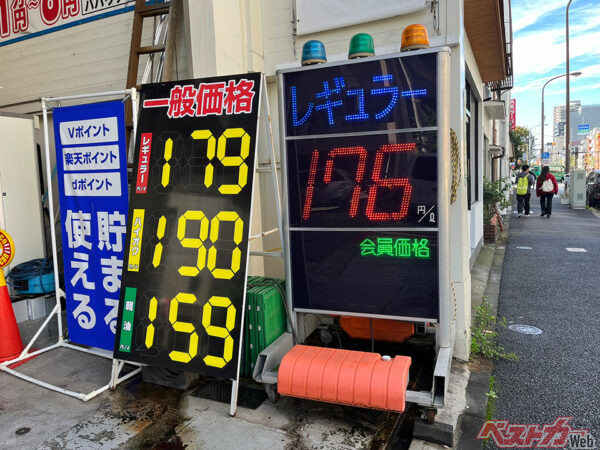 Vポイント
楽天ポイント
dポイント
貯まる
使える
一般価格
レギュラー
179
ハイオク
190
軽油
159
レギュラー
176
円/ℓ
会員価格
ベストカーWeb